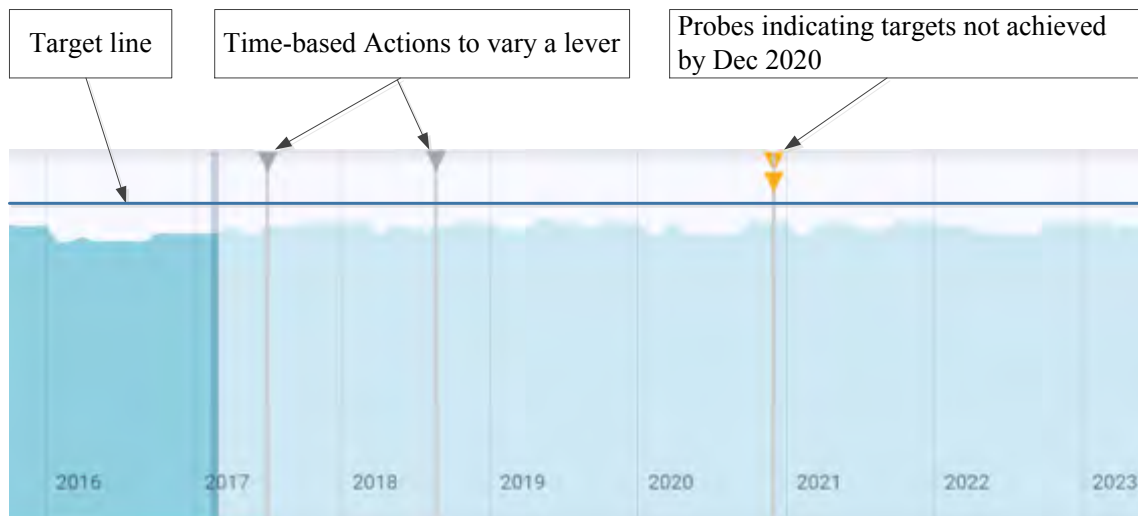 Target line
Time-based Actions to vary a lever
Probes indicating targets not achieved
by Dec 2020
2016
2017
2018
2019
2020
2021
2022
2023